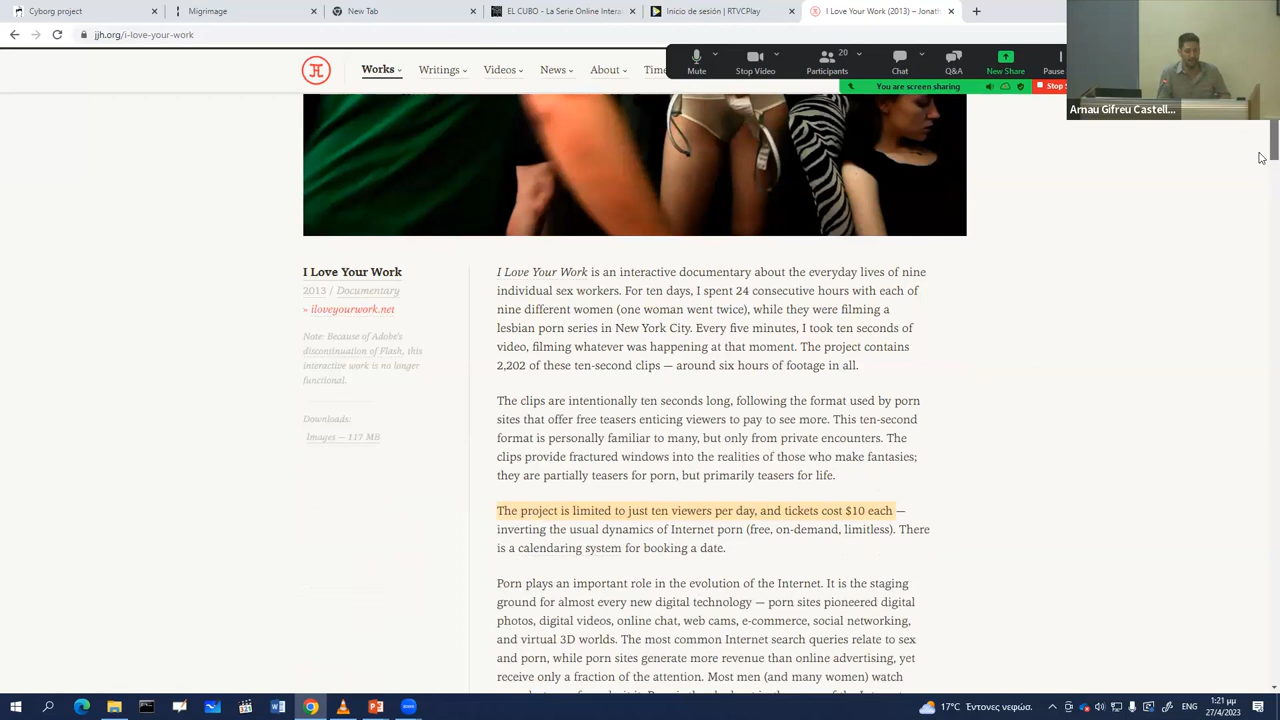 Cyborg project
Migrimage
New Tab
EL CUBO - La Serie Online Intera
Inicio de sesión | RTVCPlay
I Love Your Work (2013) – Jonath
jjh.org/i-love-your-work
Works
Writings
Videos
News
About
Time
Mute
Stop Video
Participants
20
Chat
Q&A
New Share
Pause
You are screen sharing
Stop S
Arnau Gifreu Castell...
I Love Your Work
2013 / Documentary
» iloveyourwork.net
Note: Because of Adobe's
discontinuation of Flash, this
interactive work is no longer
functional.
Downloads:
Images — 117 MB
I Love Your Work is an interactive documentary about the everyday lives of nine
individual sex workers. For ten days, I spent 24 consecutive hours with each of
nine different women (one woman went twice), while they were filming a
lesbian porn series in New York City. Every five minutes, I took ten seconds of
video, filming whatever was happening at that moment. The project contains
2,202 of these ten-second clips — around six hours of footage in all.
The clips are intentionally ten seconds long, following the format used by porn
sites that offer free teasers enticing viewers to pay to see more. This ten-second
format is personally familiar to many, but only from private encounters. The
clips provide fractured windows into the realities of those who make fantasies;
they are partially teasers for porn, but primarily teasers for life.
The project is limited to just ten viewers per day, and tickets cost $10 each —
inverting the usual dynamics of Internet porn (free, on-demand, limitless). There
is a calendaring system for booking a date.
Porn plays an important role in the evolution of the Internet. It is the staging
ground for almost every new digital technology — porn sites pioneered digital
photos, digital videos, online chat, web cams, e-commerce, social networking,
and virtual 3D worlds. The most common Internet search queries relate to sex
and porn, while porn sites generate more revenue than online advertising, yet
receive only a fraction of the attention. Most men (and many women) watch
17°C Έντονος νεφοσκ.
1:21 μμ
27/4/2023